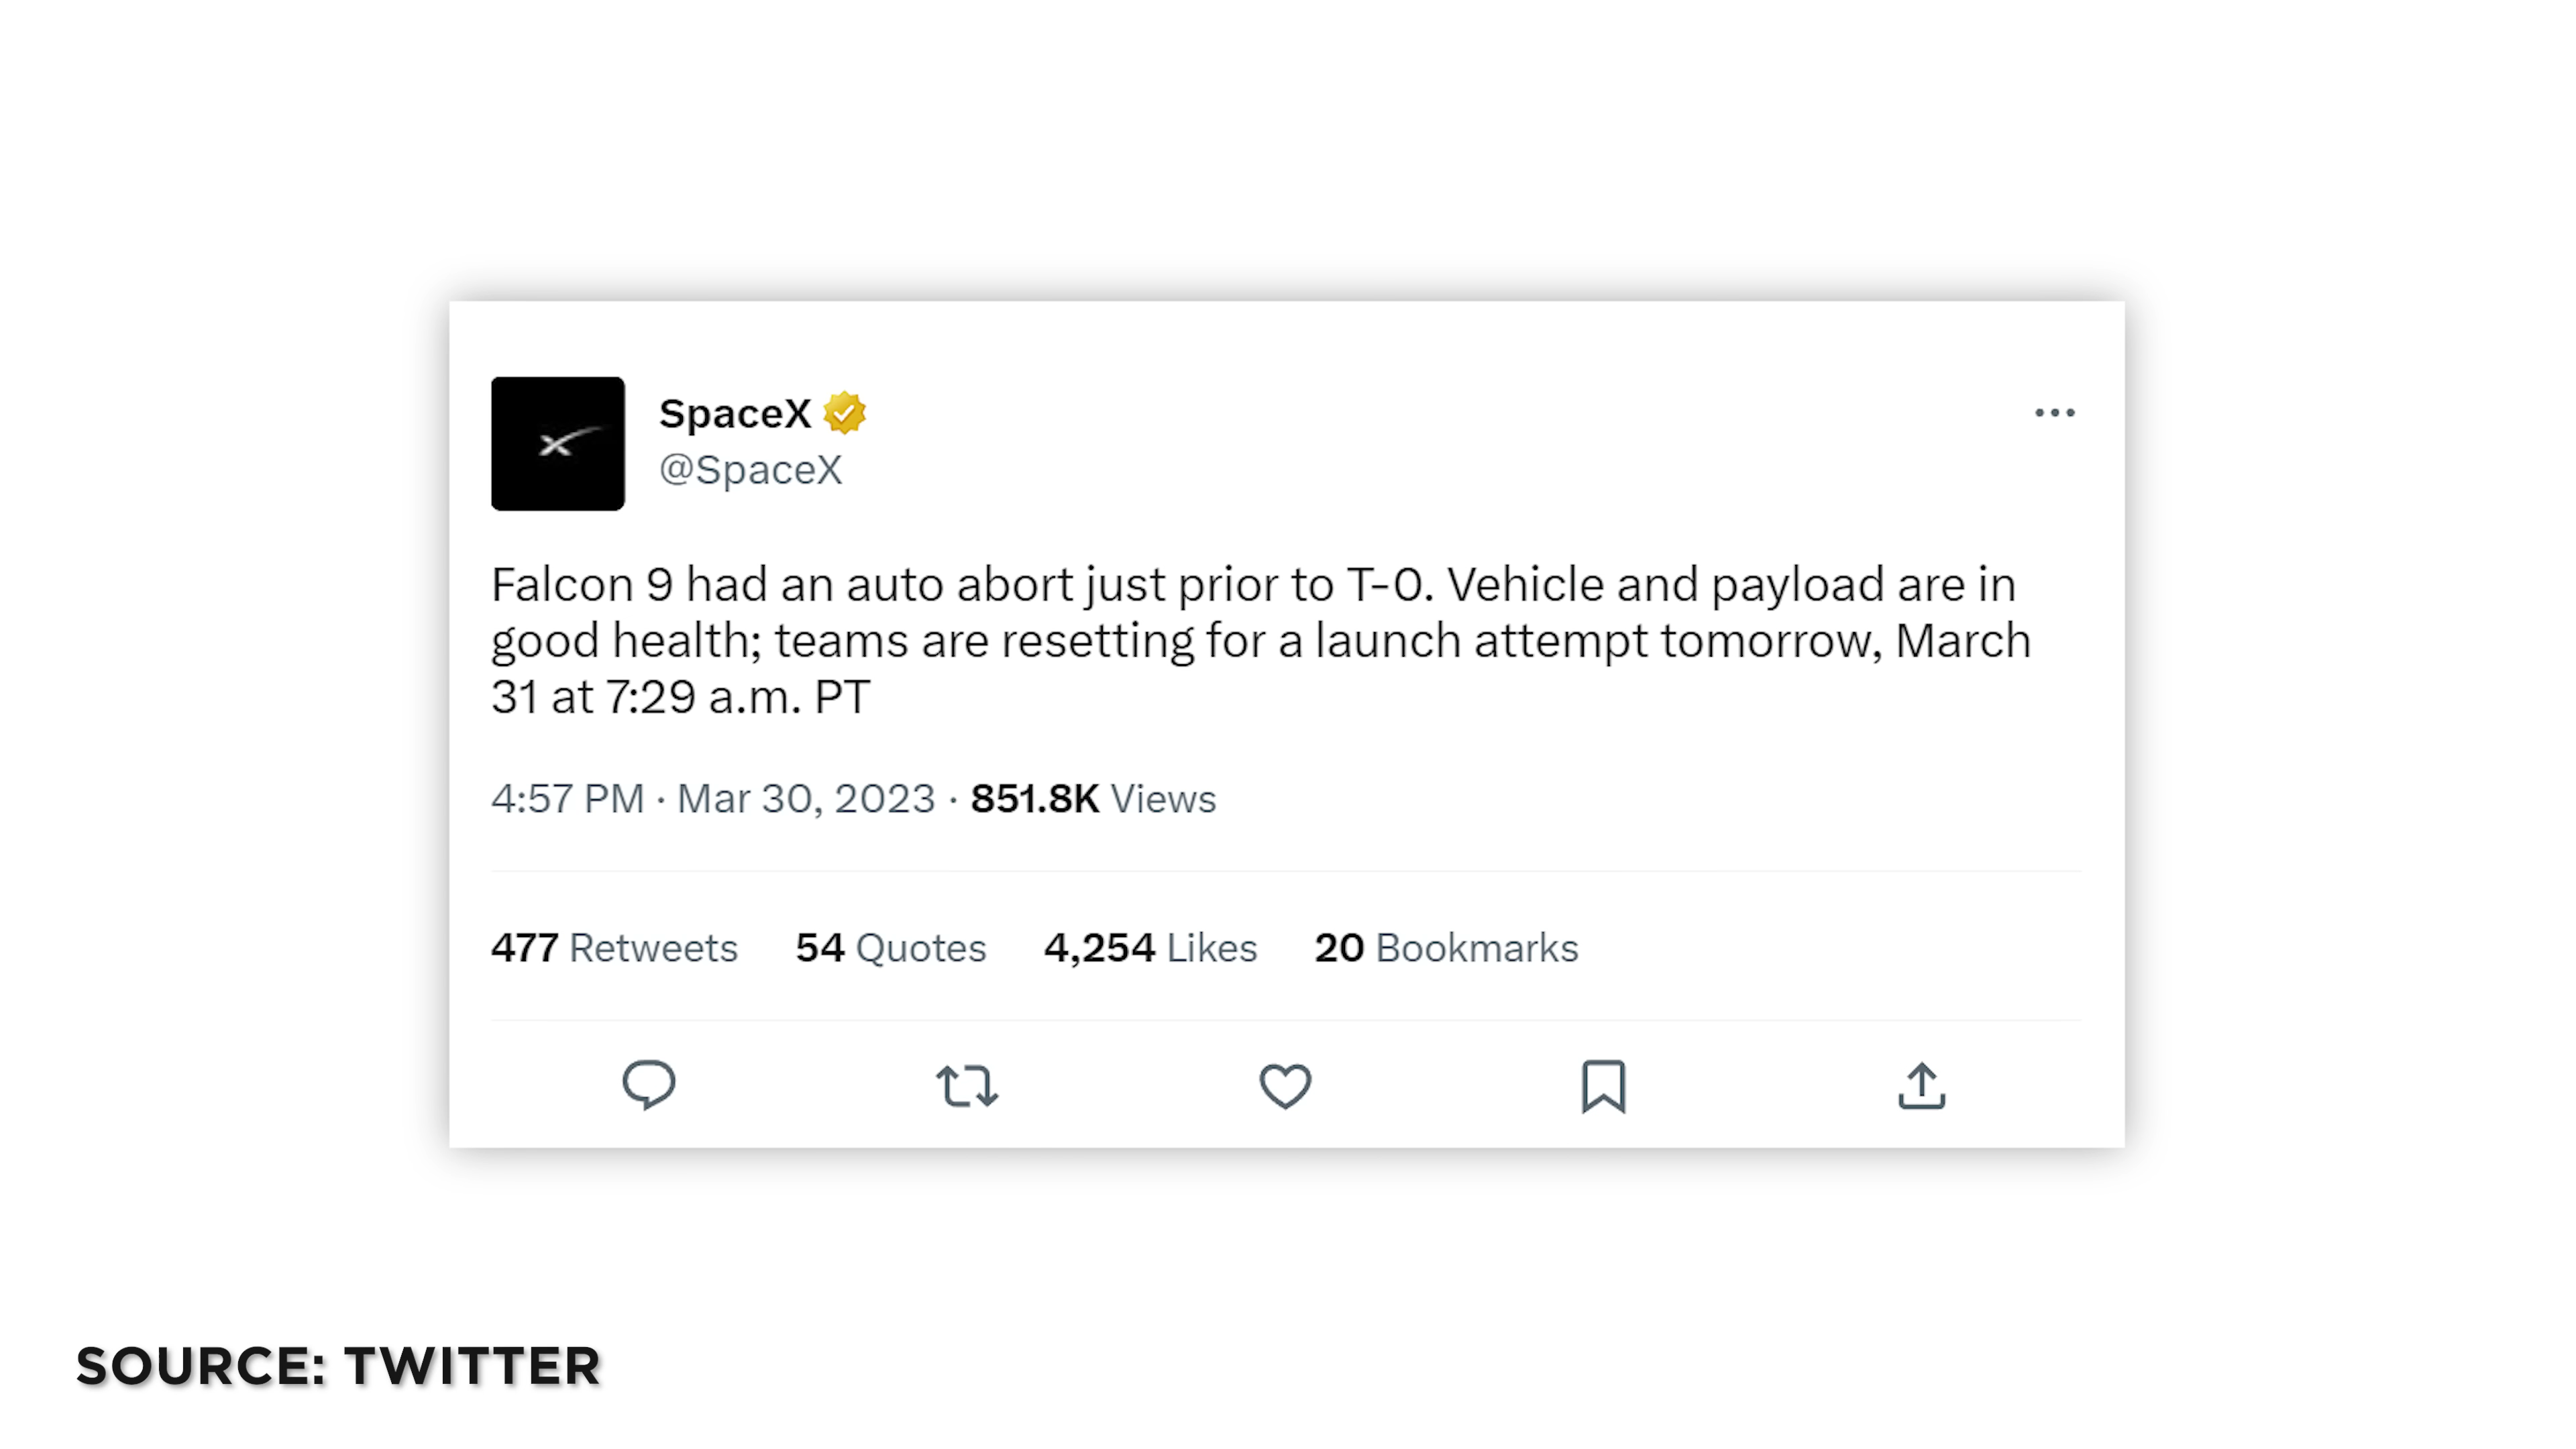 SpaceX
@SpaceX
Falcon 9 had an auto abort just prior to T-0. Vehicle and payload are in
good health; teams are resetting for a launch attempt tomorrow, March
31 at 7:29 a.m. PT
4:57 PM · Mar 30, 2023 · 851.8K Views
477 Retweets 54 Quotes 4,254 Likes 20 Bookmarks
SOURCE: TWITTER